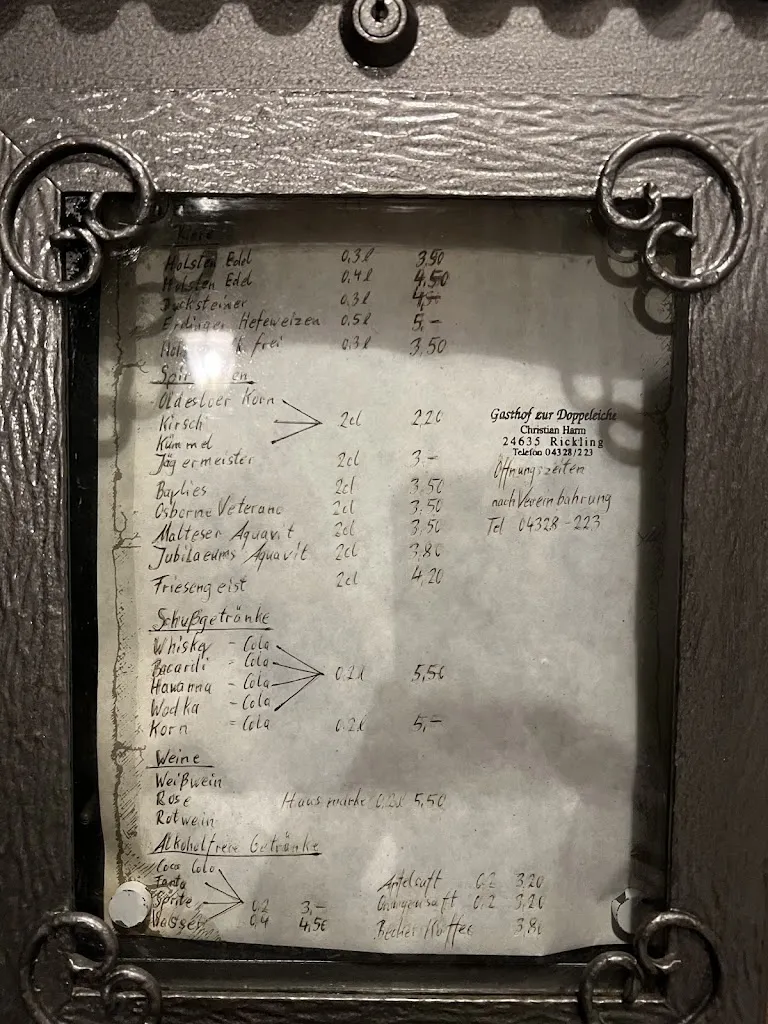 Biere
Holsten Edel 0,3l 3,50
Holsten Edel 0,4l 4,50
Ducksteiner 0,3l
Erdinger Hefeweizen 0,5l 5,-
frei 0,3l 3,50
Oldesloer Korn
Kirsch 2cl 2,20
Kümmel
Jägermeister 2cl 3,-
Baylies 2cl 3,50
Osborne Veterano 2cl 3,50
Malteser Aquavit 2cl 3,50
Jubilaeums Aquavit 2cl 3,80
Friesengeist 2cl 4,20
Gasthof zur Doppeleiche
Christian Harm
24635 Rickling
Telefon 04328/223
Öffnungszeiten
nach Vereinbahrung
Tel 04328-223
Schußgetränke
Whisky - Cola
Bacardi - Cola
Hawanna - Cola 0,2l 5,50
Wodka - Cola
Korn - Cola 0,2l 5,-
Weine
Weißwein
Rose Hausmarke 0,2l 5,50
Rotwein
Alkoholfreie Getränke
Coca Cola
Fanta
Sprite 0,2 3,-
Wasser 0,4 4,50
Apfelsaft 0,2 3,20
Orangensaft 0,2 3,20
Becher Kaffee 3,80